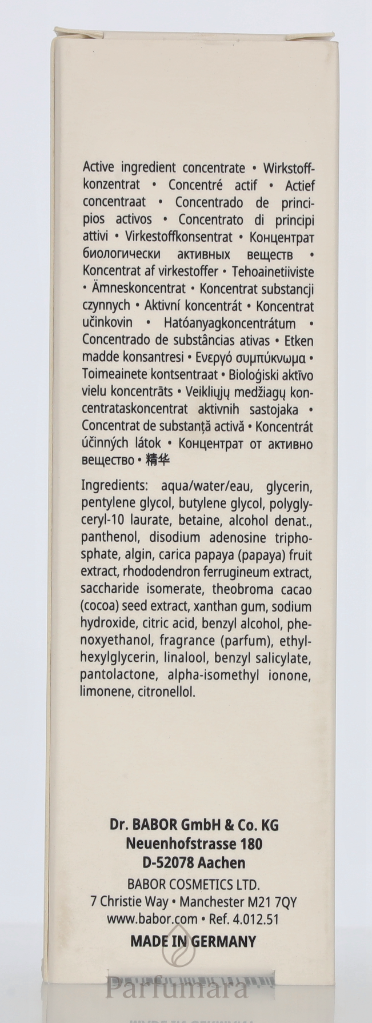 Active ingredient concentrate • Wirkstoff-
konzentrat • Concentré actif • Actief
concentraat • Concentrado de princi-
pios activos • Concentrato di principi
attivi • Virkestoffkonsentrat • Концентрат
биологически активных веществ •
Koncentrat af virkestoffer • Tehoainetiiviste
• Ämneskoncentrat • Koncentrat substancji
czynnych • Aktivní koncentrát • Koncentrat
učinkovin • Hatóanyagkoncentrátum •
Concentrado de substâncias ativas • Etken
madde konsantresi • Ενεργό συμπύκνωμα •
Toimeainete kontsentraat • Bioloģiski aktīvo
vielu koncentrāts • Veikliųjų medžiagų kon-
centrataskoncentrat aktivnih sastojaka •
Concentrat de substanță activă • Koncentrát
účinných látok • Концентрат от активно
вещество • 精华
Ingredients: aqua/water/eau, glycerin,
pentylene glycol, butylene glycol, polygly-
ceryl-10 laurate, betaine, alcohol denat.,
panthenol, disodium adenosine tripho-
sphate, algin, carica papaya (papaya) fruit
extract, rhododendron ferrugineum extract,
saccharide isomerate, theobroma cacao
(cocoa) seed extract, xanthan gum, sodium
hydroxide, citric acid, benzyl alcohol, phe-
noxyethanol, fragrance (parfum), ethyl-
hexylglycerin, linalool, benzyl salicylate,
pantolactone, alpha-isomethyl ionone,
limonene, citronellol.
Dr. BABOR GmbH & Co. KG
Neuenhofstrasse 180
D-52078 Aachen
BABOR COSMETICS LTD.
7 Christie Way • Manchester M21 7QY
www.babor.com • Ref. 4.012.51
MADE IN GERMANY
Parfumara